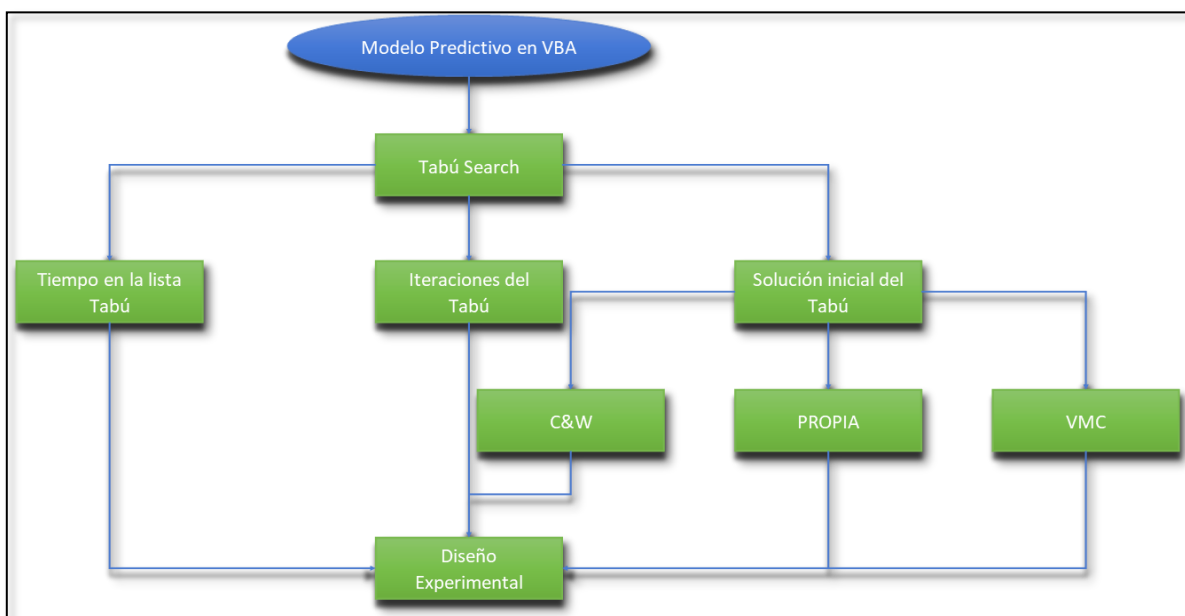 Modelo Predictivo en VBA
Tabú Search
Tiempo en la lista
Tabú
Iteraciones del
Tabú
Solución inicial del
Tabú
C&W
PROPIA
VMC
Diseño
Experimental